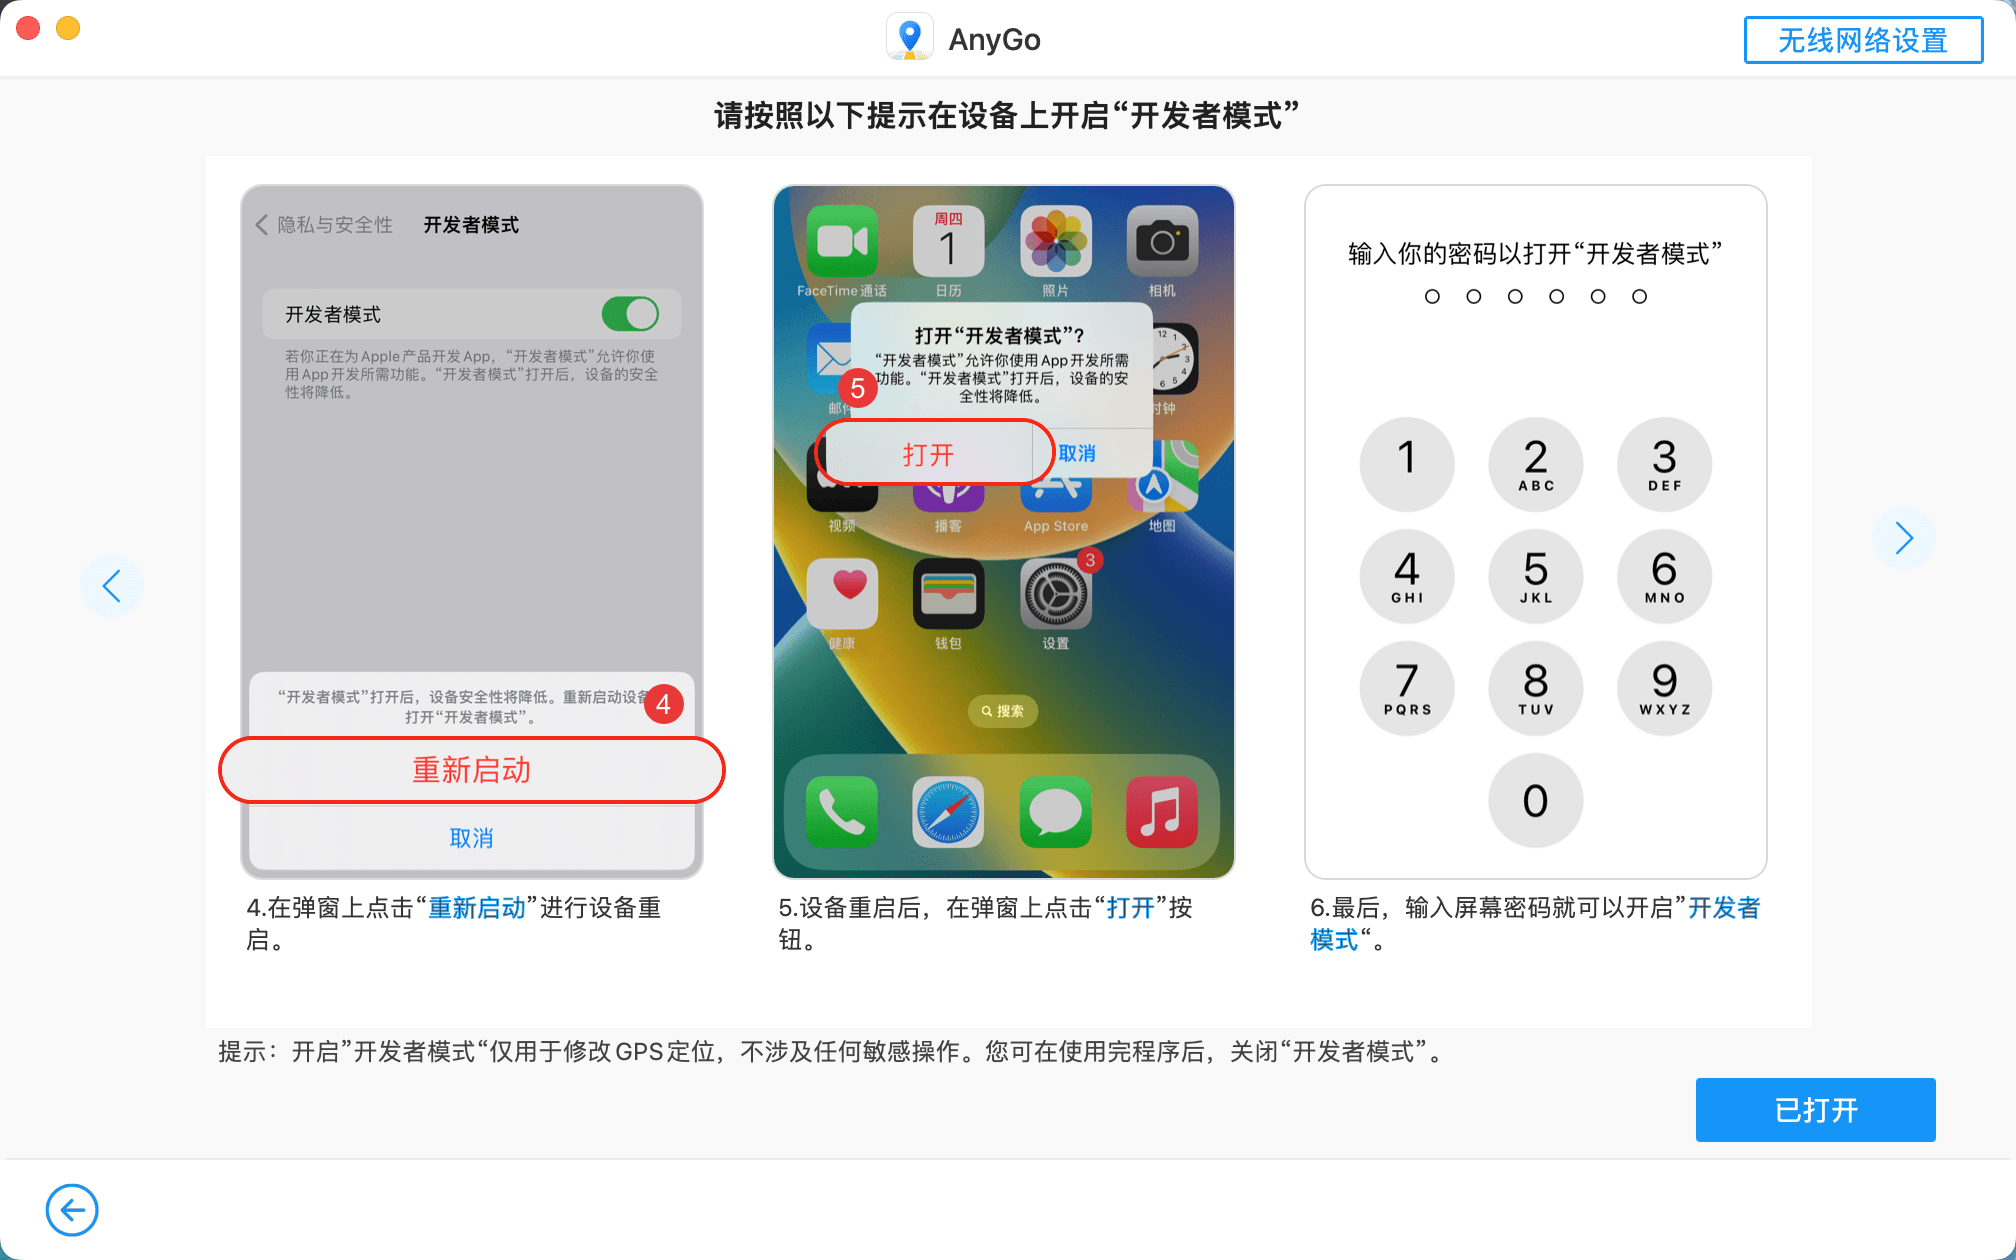 AnyGo
无线网络设置
请按照以下提示在设备上开启“开发者模式”
隐私与安全性
开发者模式
开发者模式
若你正在为Apple产品开发App，“开发者模式”允许你使
用App开发所需功能。“开发者模式”打开后，设备的安全
性将降低。
“开发者模式”打开后，设备安全性将降低。重新启动设备
打开“开发者模式”。
4
重新启动
取消
4.在弹窗上点击“重新启动”进行设备重
启。
周四
1
FaceTime通话
日历
照片
相机
打开“开发者模式”？
“开发者模式”允许你使用App开发所需
功能。“开发者模式”打开后，设备的安
全性将降低。
5
12
1
2
3
4
5
6
打开
取消
视频
播客
App Store
地图
3
健康
钱包
设置
搜索
5.设备重启后，在弹窗上点击“打开”按
钮。
输入你的密码以打开“开发者模式”
1
2
ABC
3
DEF
4
GHI
5
JKL
6
MNO
7
PQRS
8
TUV
9
WXYZ
0
6.最后，输入屏幕密码就可以开启”开发者
模式“。
提示：开启”开发者模式“仅用于修改GPS定位，不涉及任何敏感操作。您可在使用完程序后，关闭“开发者模式”。
已打开